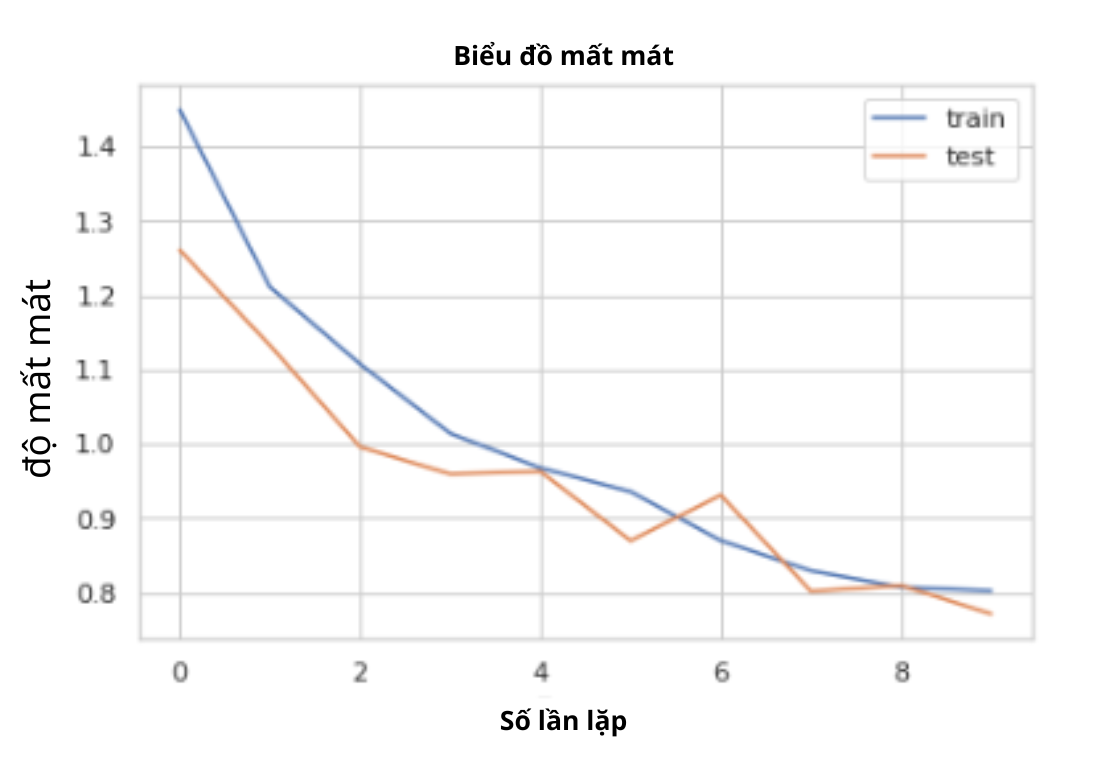 Biểu đồ mất mát
train
test
độ mất mát
1.4
1.3
1.2
1.1
1.0
0.9
0.8
0 2 4 6 8
Số lần lặp